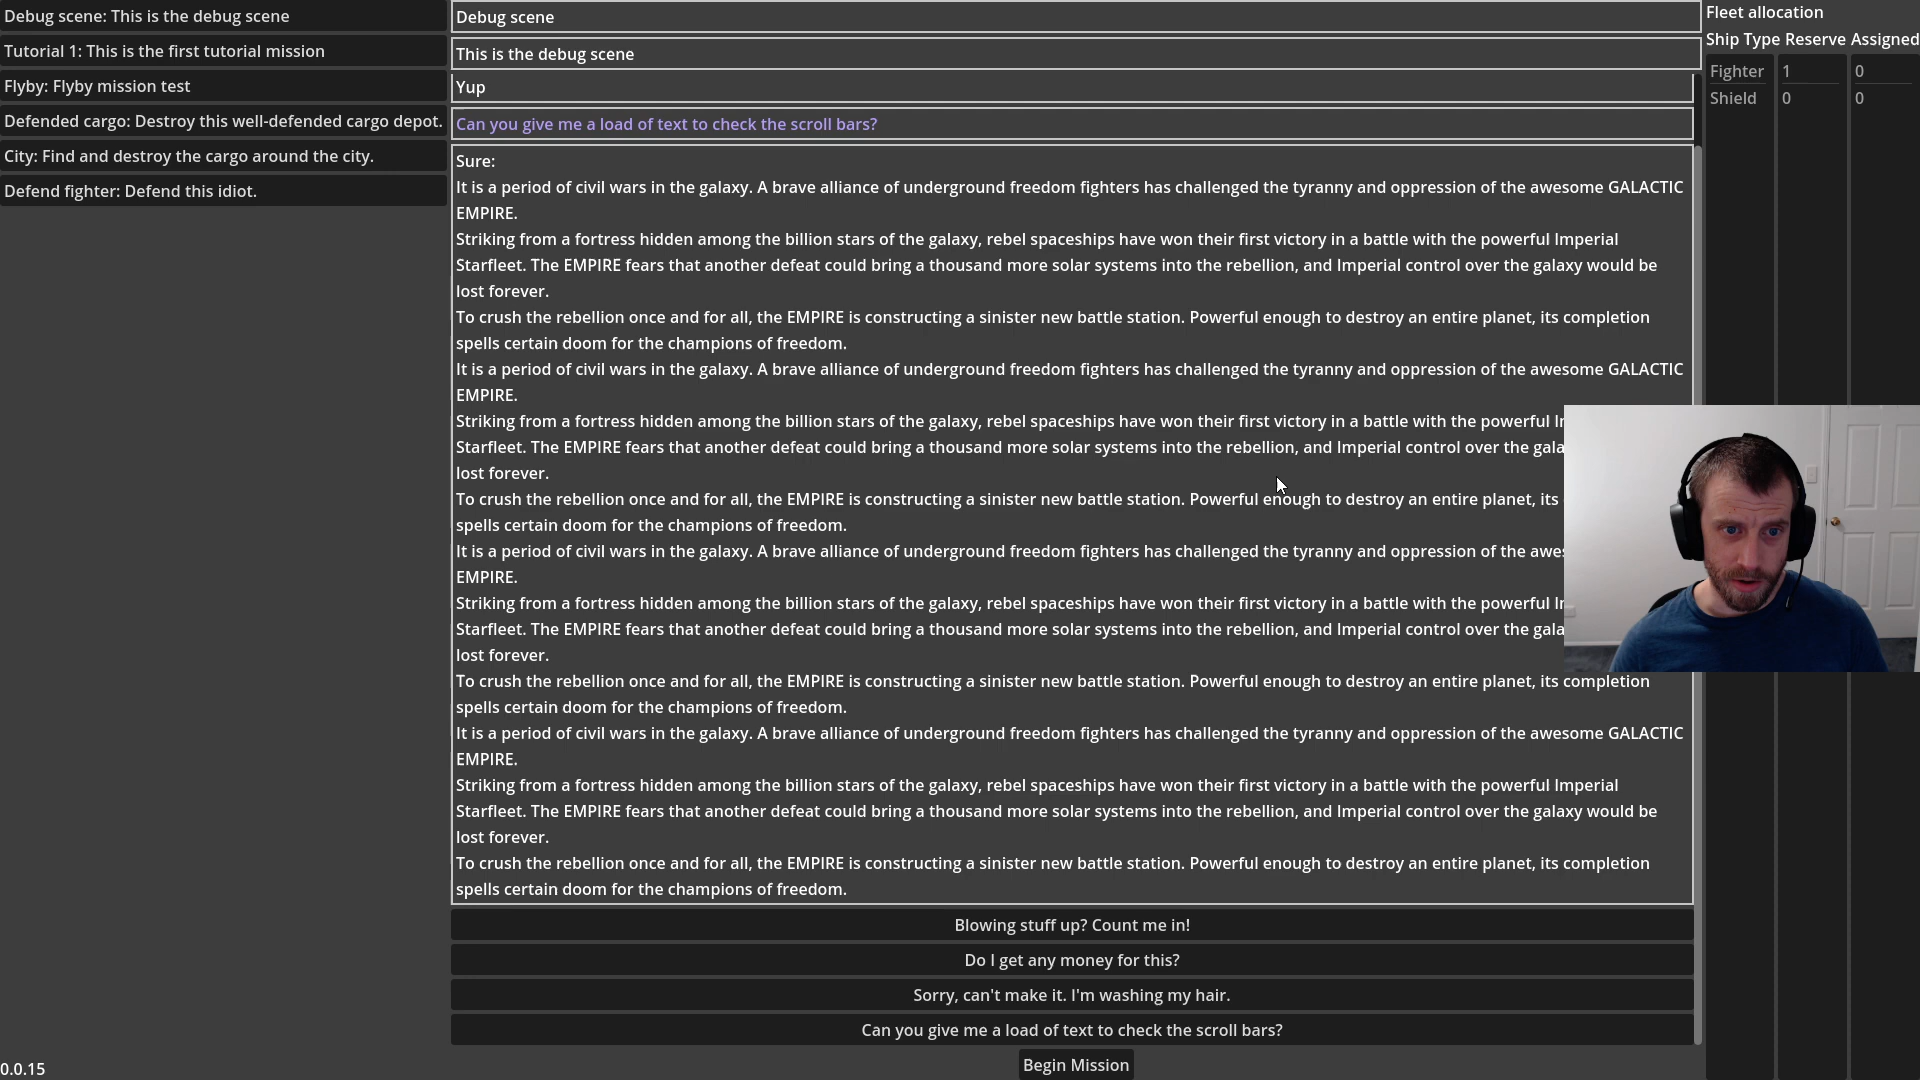 Debug scene: This is the debug scene
Tutorial 1: This is the first tutorial mission
Flyby: Flyby mission test
Defended cargo: Destroy this well-defended cargo depot.
City: Find and destroy the cargo around the city.
Defend fighter: Defend this idiot.
0.0.15
Debug scene
This is the debug scene
Yup
Can you give me a load of text to check the scroll bars?
Sure:
It is a period of civil wars in the galaxy. A brave alliance of underground freedom fighters has challenged the tyranny and oppression of the awesome GALACTIC
EMPIRE.
Striking from a fortress hidden among the billion stars of the galaxy, rebel spaceships have won their first victory in a battle with the powerful Imperial
Starfleet. The EMPIRE fears that another defeat could bring a thousand more solar systems into the rebellion, and Imperial control over the galaxy would be
lost forever.
To crush the rebellion once and for all, the EMPIRE is constructing a sinister new battle station. Powerful enough to destroy an entire planet, its completion
spells certain doom for the champions of freedom.
It is a period of civil wars in the galaxy. A brave alliance of underground freedom fighters has challenged the tyranny and oppression of the awesome GALACTIC
EMPIRE.
Striking from a fortress hidden among the billion stars of the galaxy, rebel spaceships have won their first victory in a battle with the powerful
Starfleet. The EMPIRE fears that another defeat could bring a thousand more solar systems into the rebellion, and Imperial control over the
lost forever.
To crush the rebellion once and for all, the EMPIRE is constructing a sinister new battle station. Powerful enough to destroy an entire planet, its
spells certain doom for the champions of freedom.
It is a period of civil wars in the galaxy. A brave alliance of underground freedom fighters has challenged the tyranny and oppression of the
EMPIRE.
Striking from a fortress hidden among the billion stars of the galaxy, rebel spaceships have won their first victory in a battle with the powerful
Starfleet. The EMPIRE fears that another defeat could bring a thousand more solar systems into the rebellion, and Imperial control over the
lost forever.
To crush the rebellion once and for all, the EMPIRE is constructing a sinister new battle station. Powerful enough to destroy an entire planet, its completion
spells certain doom for the champions of freedom.
It is a period of civil wars in the galaxy. A brave alliance of underground freedom fighters has challenged the tyranny and oppression of the awesome GALACTIC
EMPIRE.
Striking from a fortress hidden among the billion stars of the galaxy, rebel spaceships have won their first victory in a battle with the powerful Imperial
Starfleet. The EMPIRE fears that another defeat could bring a thousand more solar systems into the rebellion, and Imperial control over the galaxy would be
lost forever.
To crush the rebellion once and for all, the EMPIRE is constructing a sinister new battle station. Powerful enough to destroy an entire planet, its completion
spells certain doom for the champions of freedom.
Blowing stuff up? Count me in!
Do I get any money for this?
Sorry, can't make it. I'm washing my hair.
Can you give me a load of text to check the scroll bars?
Begin Mission
Fleet allocation
Ship Type Reserve Assigned
Fighter 1 0
Shield 0 0